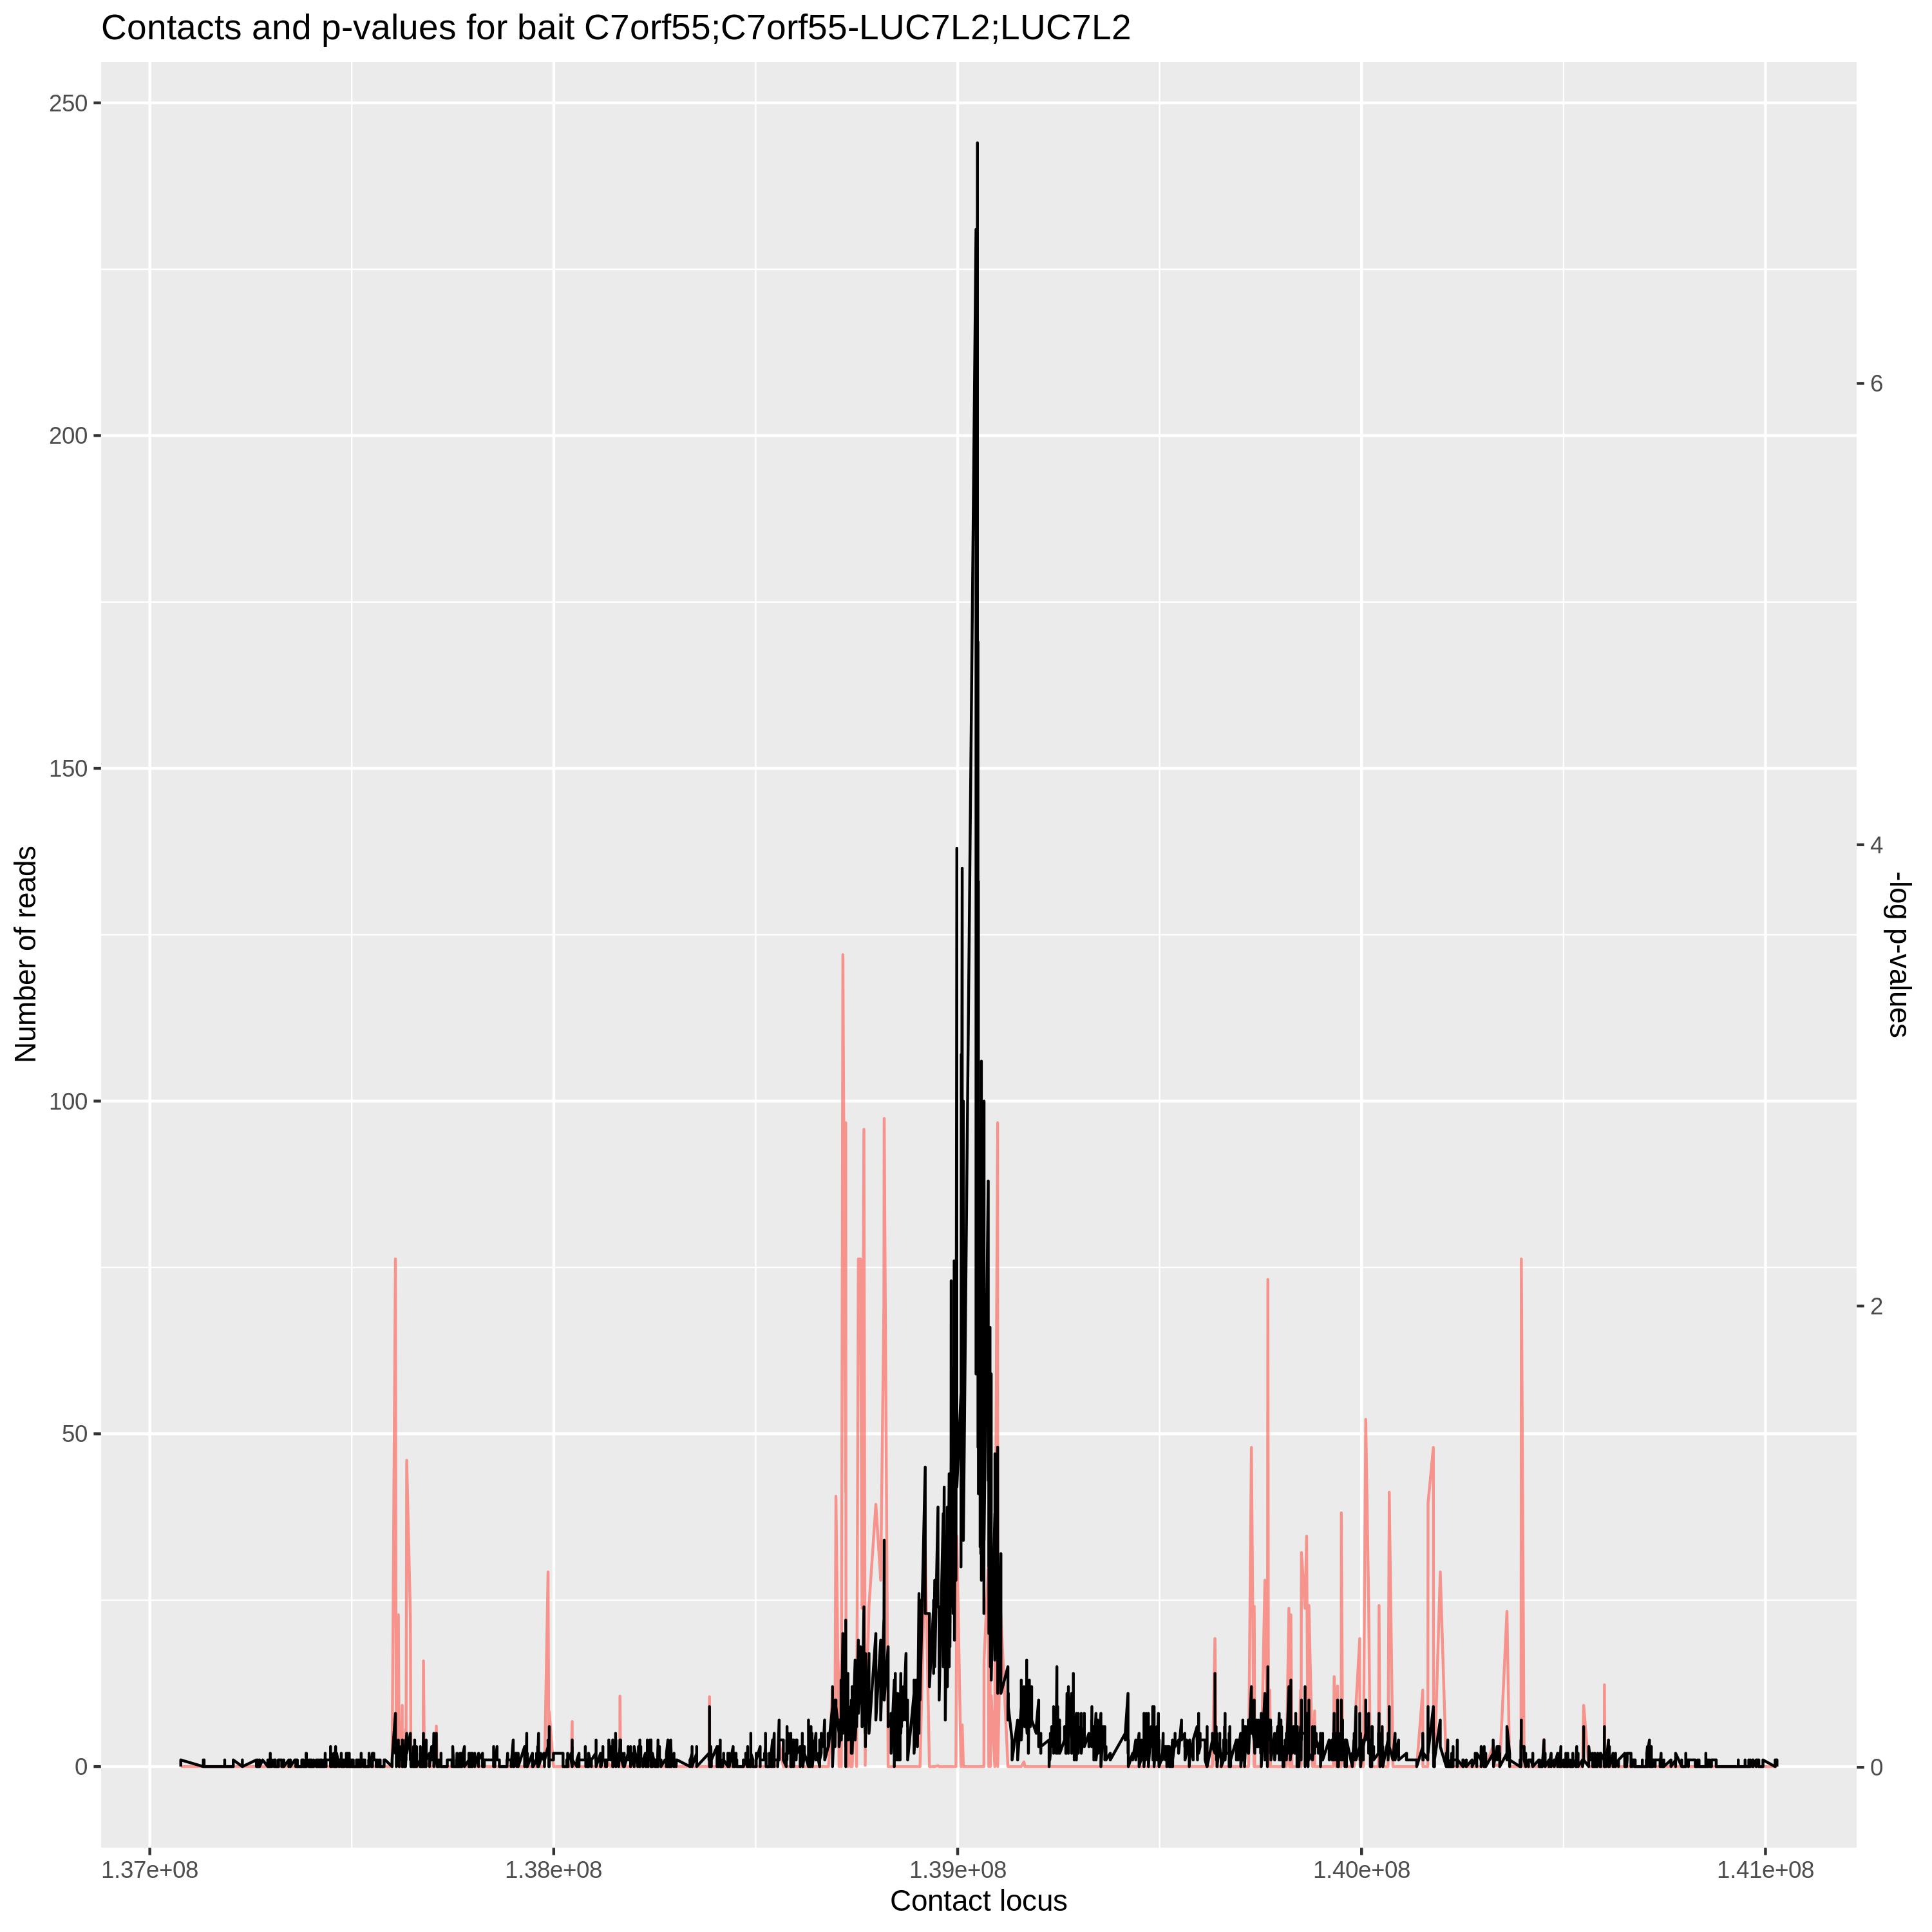 Contacts and p-values for bait C7orf55;C7orf55-LUC7L2;LUC7L2
250
200
150
100
50
0
Number of reads
6
4
2
0
-log p-values
1.37e+08
1.38e+08
1.39e+08
1.40e+08
1.41e+08
Contact locus